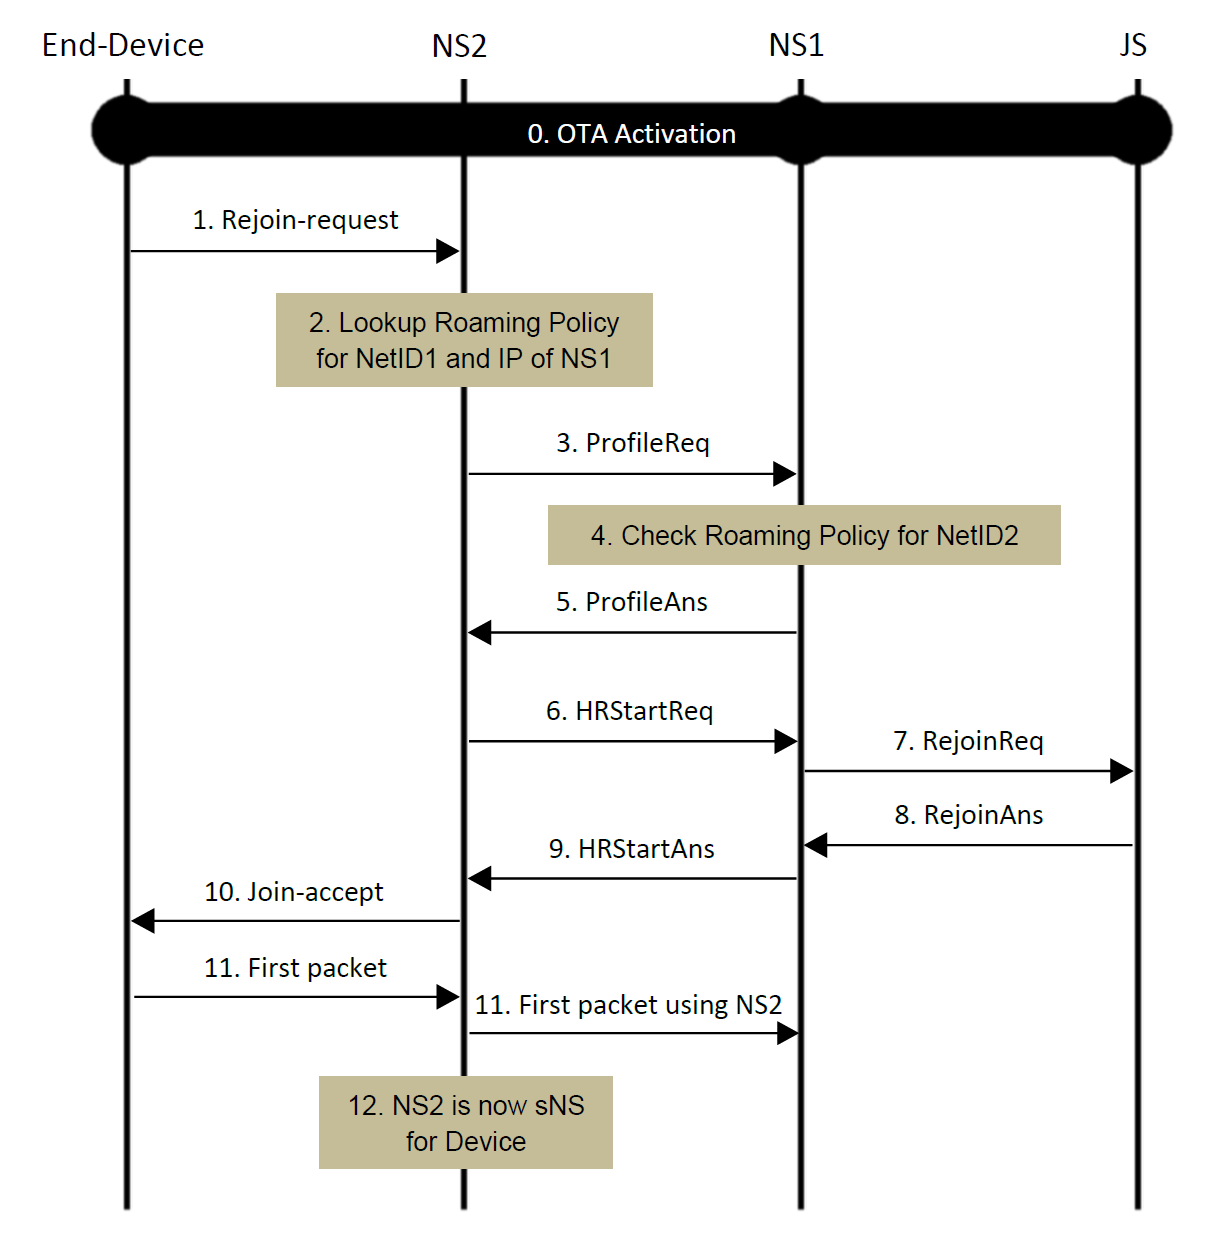 End-Device
NS2
NS1
JS
0. OTA Activation
1. Rejoin-request
2. Lookup Roaming Policy
for NetID1 and IP of NS1
3. ProfileReq
4. Check Roaming Policy for NetID2
5. ProfileAns
6. HRStartReq
7. RejoinReq
8. RejoinAns
9. HRStartAns
10. Join-accept
11. First packet
11. First packet using NS2
12. NS2 is now sNS
for Device